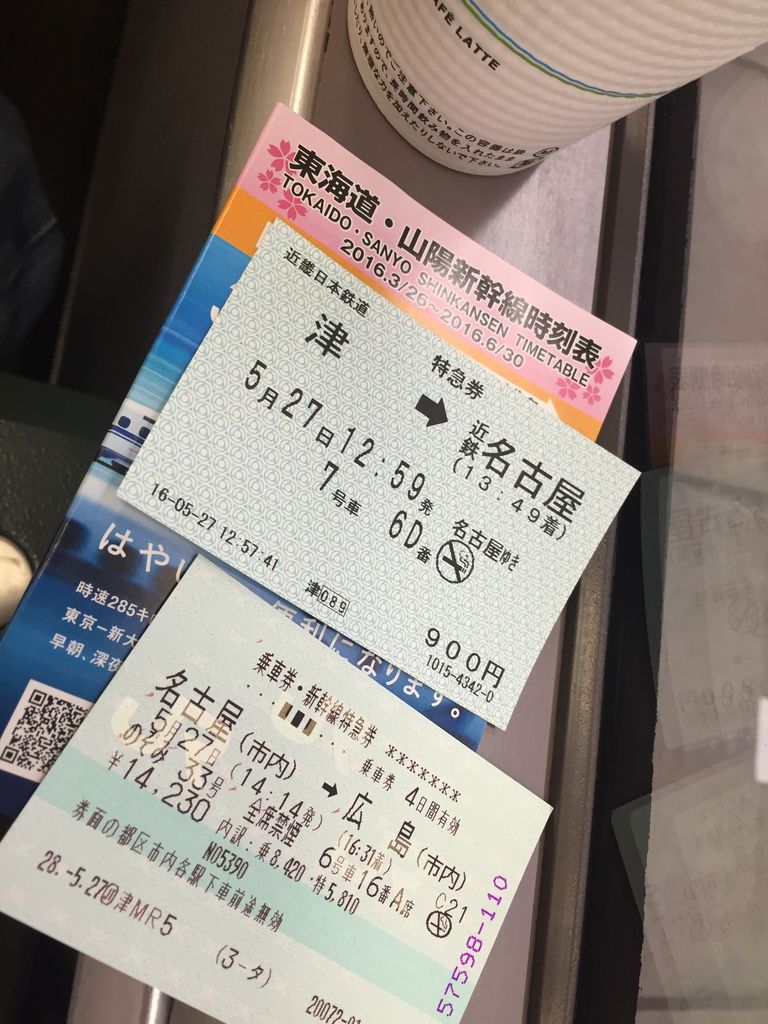 CAFÉ LATTE
東海道・山陽新幹線時刻表
TOKAIDO・SANYO SHINKANSEN TIMETABLE
2016.3/26~2016.6/30
近畿日本鉄道
特急券
津 ➡ 近鉄名古屋
5月27日 12:59発 (13:49着)
7号車 6D番 名古屋ゆき
16-05-27 12:57:41
津089
900円
1015-4342-0
はや
時速285キ
東京ー新大
早朝、深夜
利になります。
乗車券・新幹線特急券
*******
乗車券 4日間有効
名古屋(市内) → 広島(市内)
5月27日 (14:14発) (16:31着) C21
のぞみ 33号 全席禁煙 6号車16番A席
¥14,230 内訳:乗8,420・特5,810
NO5390
券面の都区市内各駅下車前途無効
28.-5.27 津MR5 (3-タ)
57598-110
20072-01